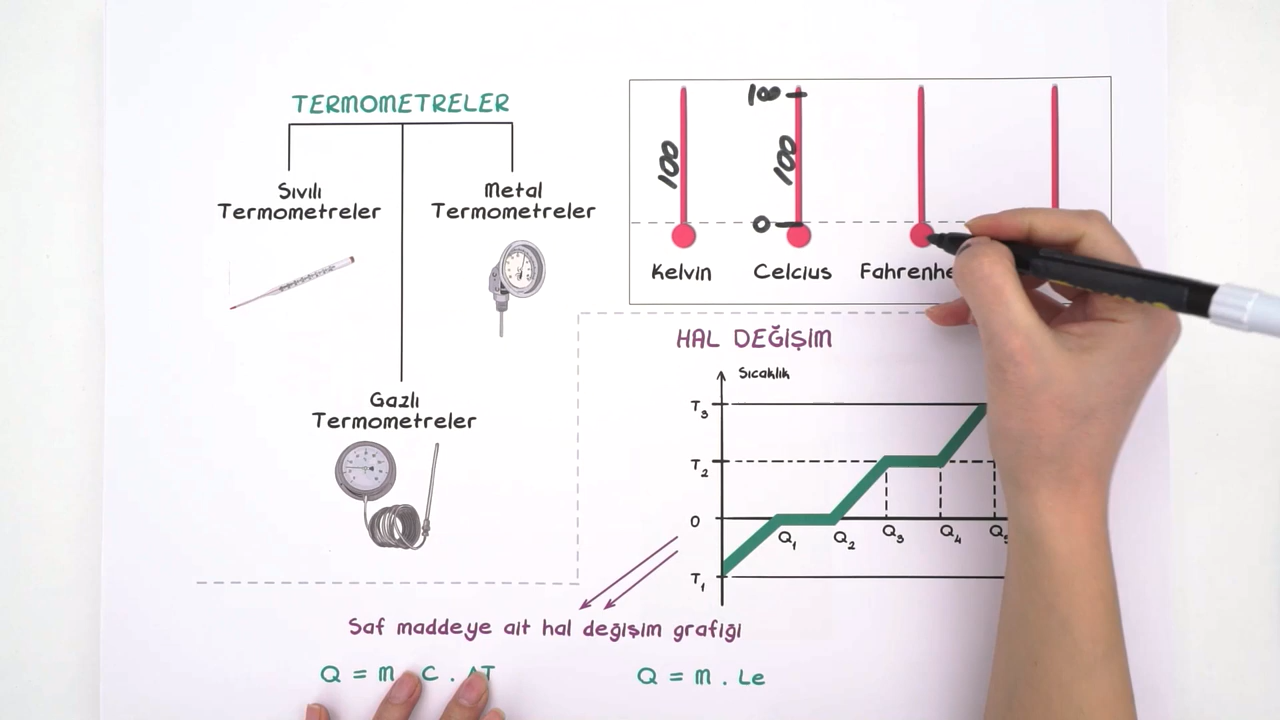 TERMOMETRELER
Sıvılı
Termometreler
Metal
Termometreler
Gazlı
Termometreler
100
100
100
0
Kelvin
Celcius
HAL DEĞİŞİM
Sıcaklık
T3
T2
0
T1
Q1
Q2
Q3
Q4
Saf maddeye ait hal değişim grafiği
Q = m C . ΔT
Q = m . Le